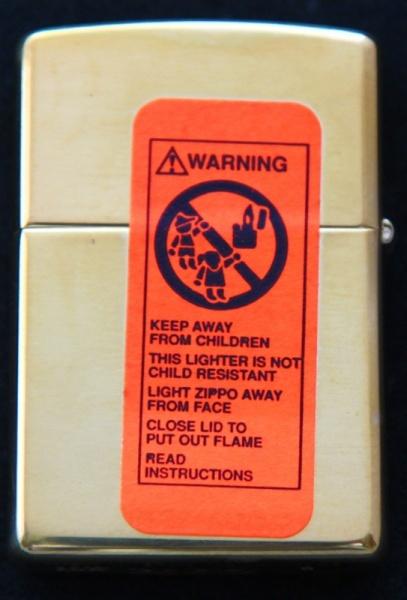 WARNING
KEEP AWAY
FROM CHILDREN
THIS LIGHTER IS NOT
CHILD RESISTANT
LIGHT ZIPPO AWAY
FROM FACE
CLOSE LID TO
PUT OUT FLAME
READ
INSTRUCTIONS